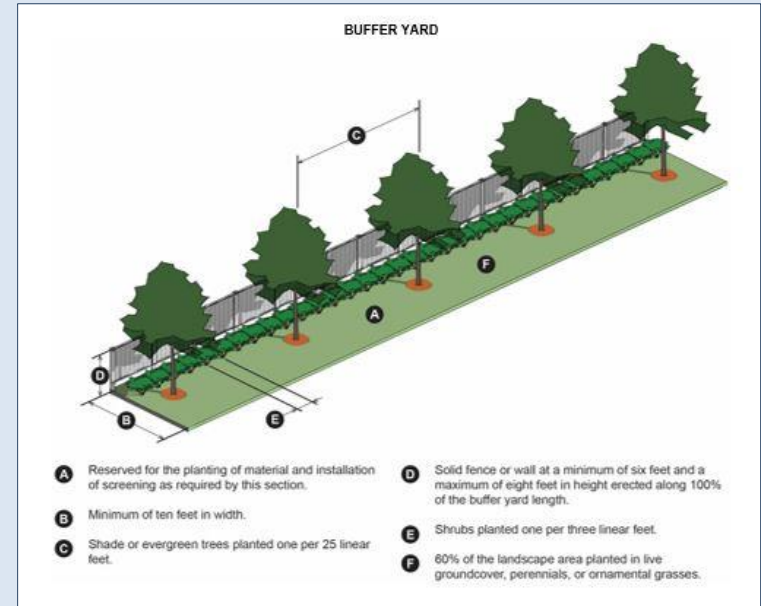 BUFFER YARD
C
F
A
D
B
E
A Reserved for the planting of material and installation
of screening as required by this section.
B Minimum of ten feet in width.
C Shade or evergreen trees planted one per 25 linear
feet.
D Solid fence or wall at a minimum of six feet and a
maximum of eight feet in height erected along 100%
of the buffer yard length.
E Shrubs planted one per three linear feet.
F 60% of the landscape area planted in live
groundcover, perennials, or ornamental grasses.